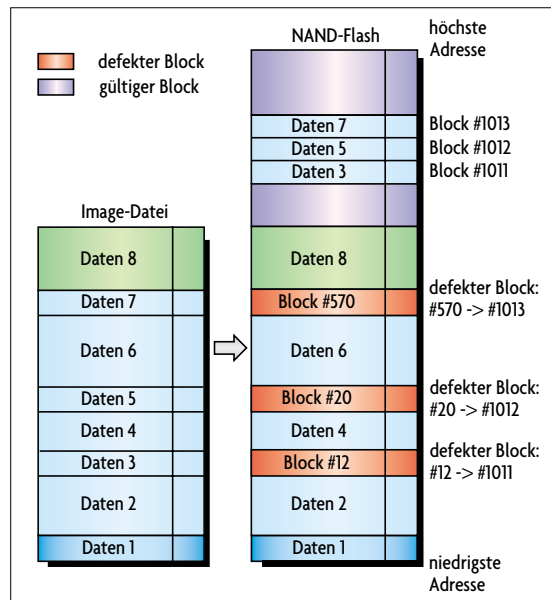 defekter Block
gültiger Block
NAND-Flash
höchste
Adresse
Daten 7
Block #1013
Daten 5
Block #1012
Daten 3
Block #1011
Image-Datei
Daten 8
Daten 7
Daten 6
Daten 5
Daten 4
Daten 3
Daten 2
Daten 1
Daten 8
Block #570
defekter Block:
#570 -> #1013
Daten 6
Block #20
defekter Block:
#20 -> #1012
Daten 4
Block #12
defekter Block:
#12 -> #1011
Daten 2
Daten 1
niedrigste
Adresse